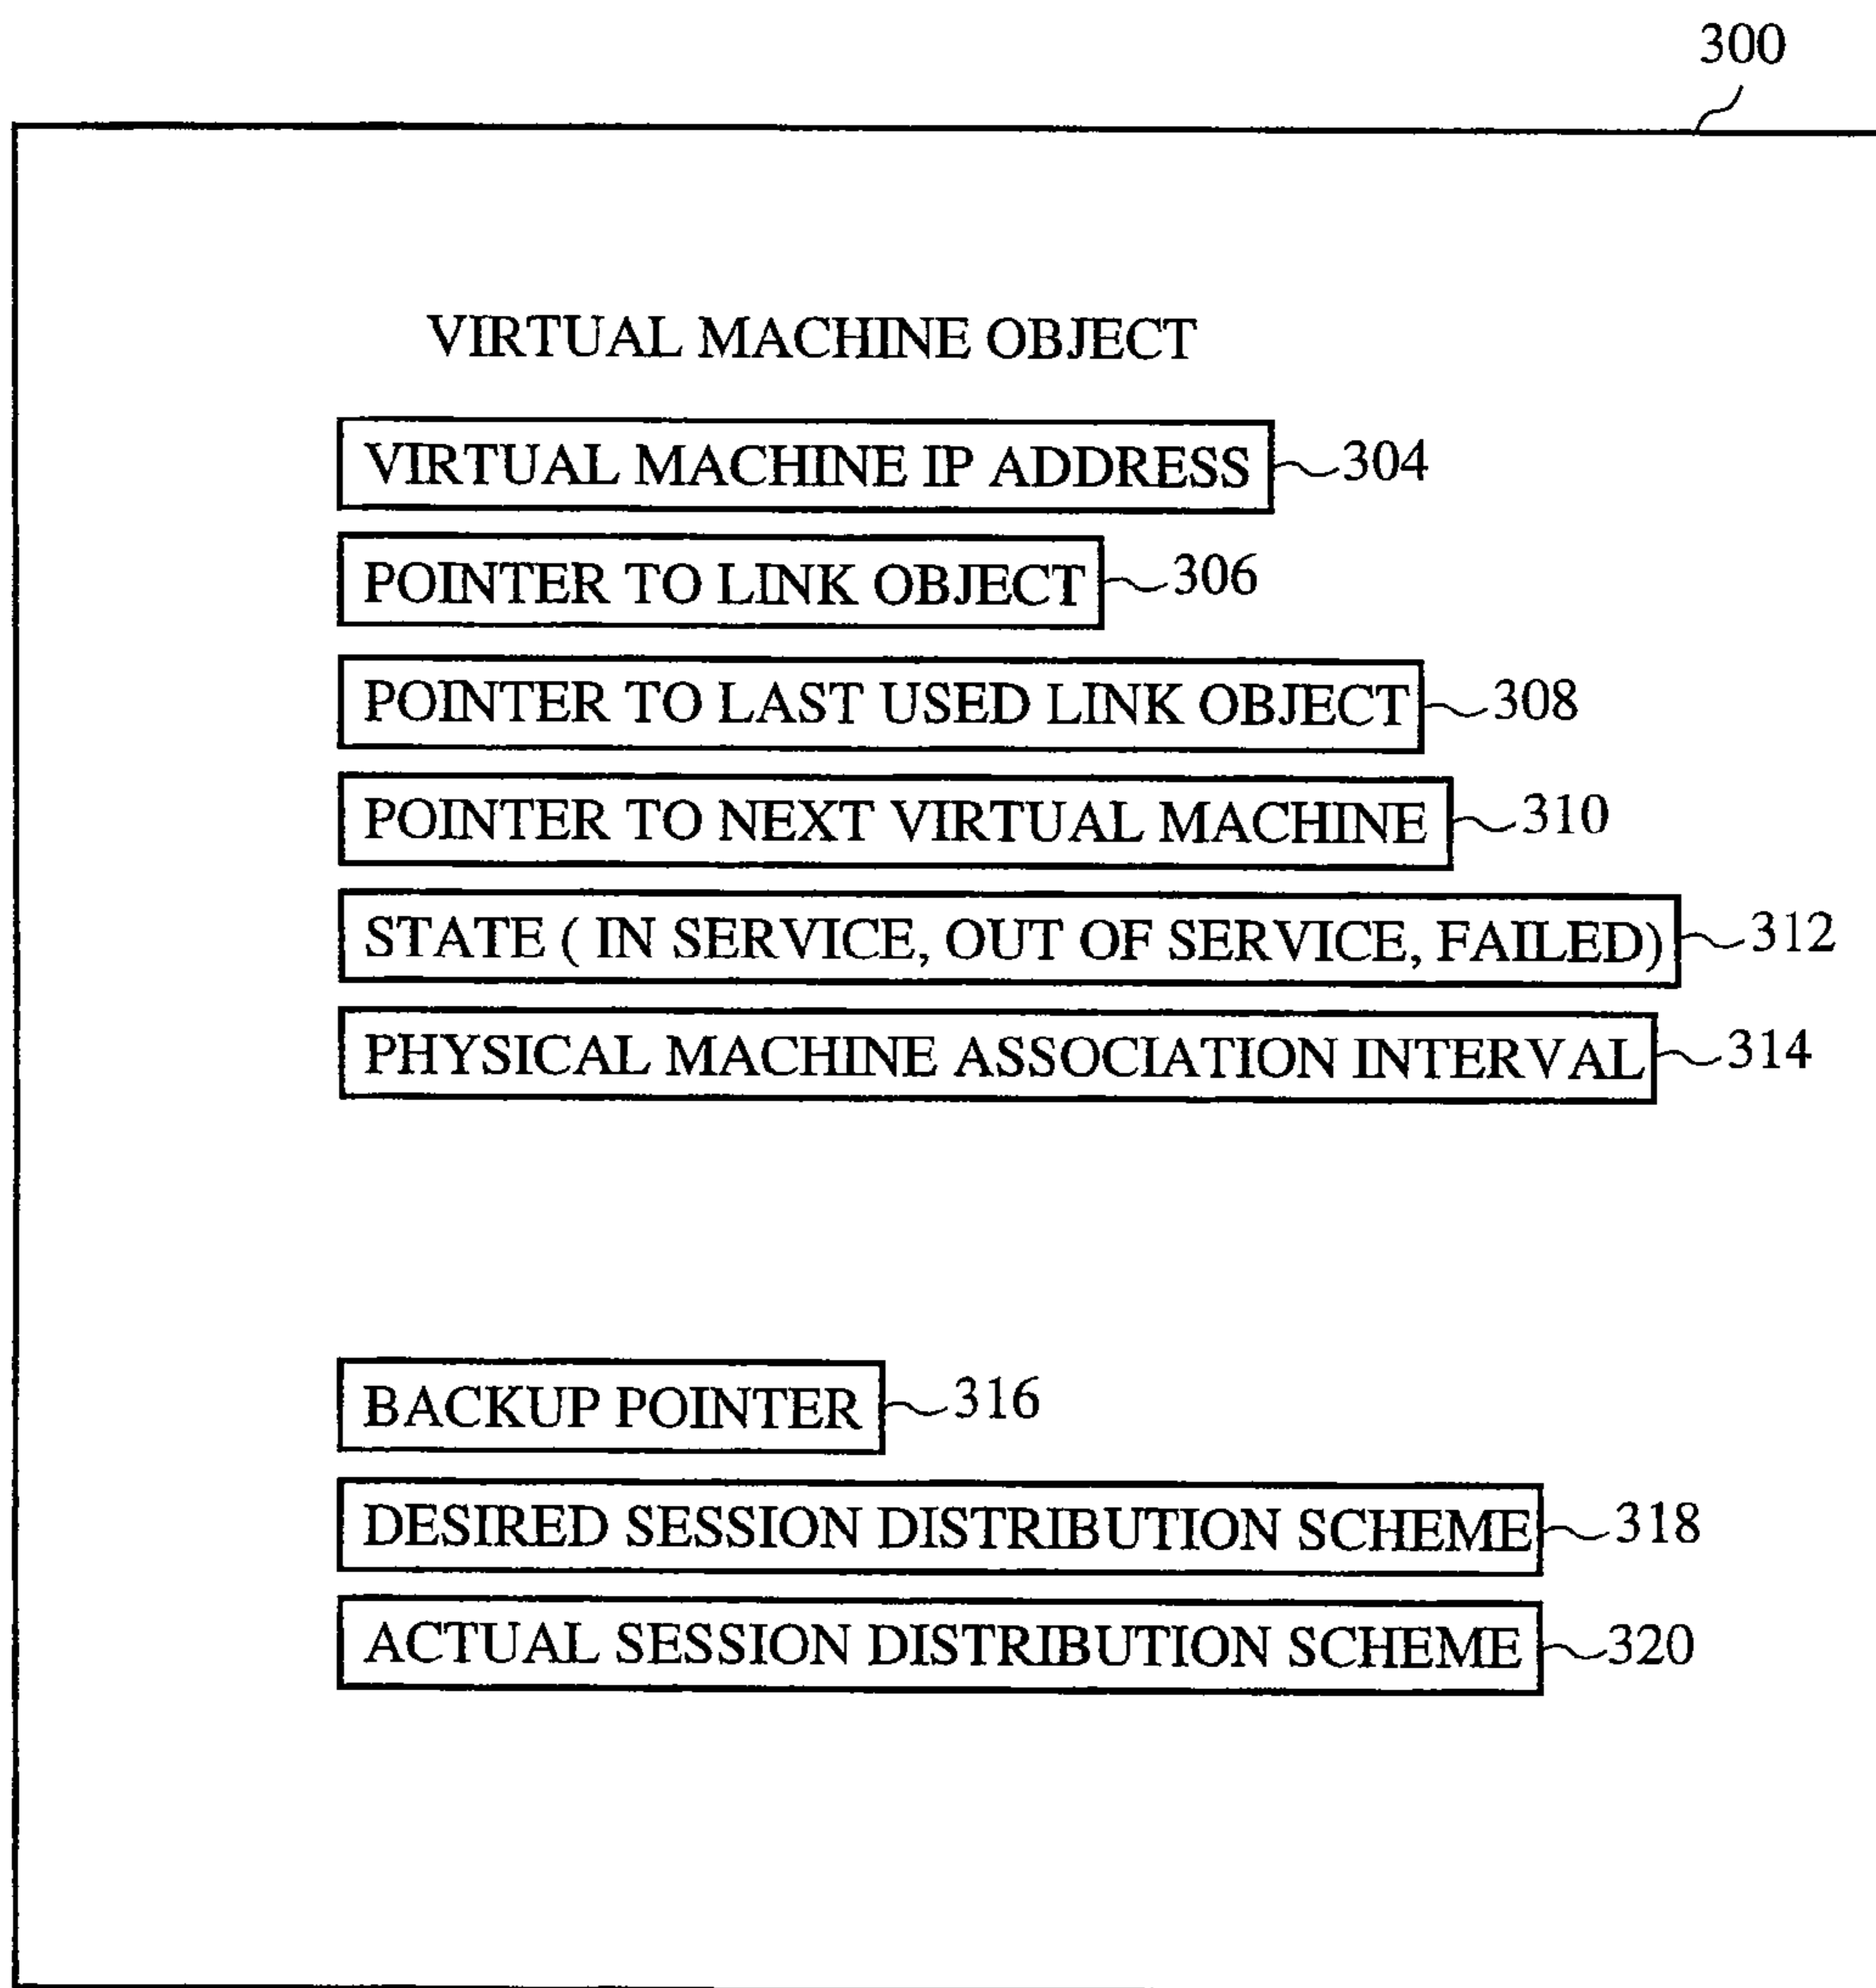 300
VIRTUAL MACHINE OBJECT
VIRTUAL MACHINE IP ADDRESS 304
POINTER TO LINK OBJECT 306
POINTER TO LAST USED LINK OBJECT 308
POINTER TO NEXT VIRTUAL MACHINE 310
STATE ( IN SERVICE, OUT OF SERVICE, FAILED) 312
PHYSICAL MACHINE ASSOCIATION INTERVAL 314
BACKUP POINTER 316
DESIRED SESSION DISTRIBUTION SCHEME 318
ACTUAL SESSION DISTRIBUTION SCHEME 320